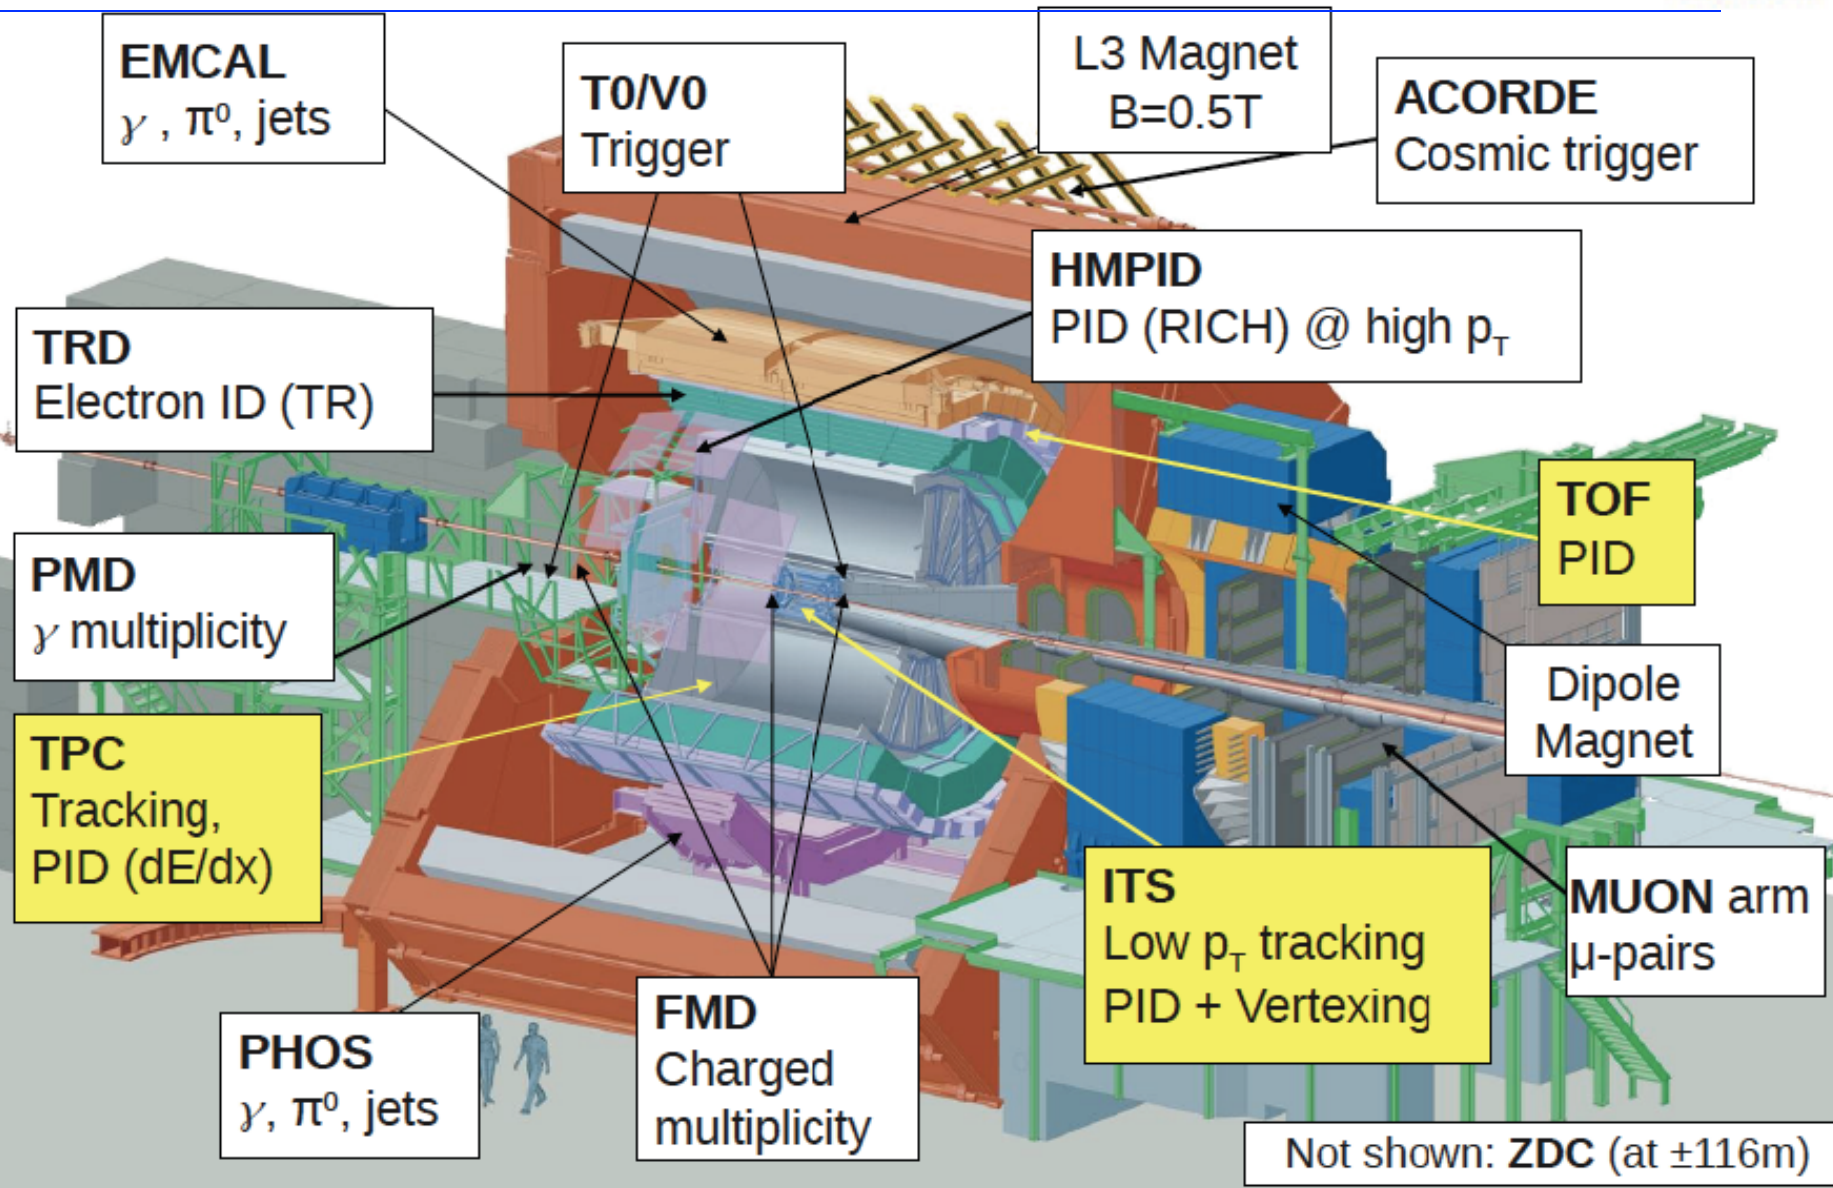 EMCAL
γ , π⁰, jets
T0/V0
Trigger
L3 Magnet
B=0.5T
ACORDE
Cosmic trigger
HMPID
PID (RICH) @ high pT
TRD
Electron ID (TR)
TOF
PID
PMD
γ multiplicity
Dipole
Magnet
TPC
Tracking,
PID (dE/dx)
ITS
Low pT tracking
PID + Vertexing
MUON arm
μ-pairs
PHOS
γ, π⁰, jets
FMD
Charged
multiplicity
Not shown: ZDC (at ±116m)